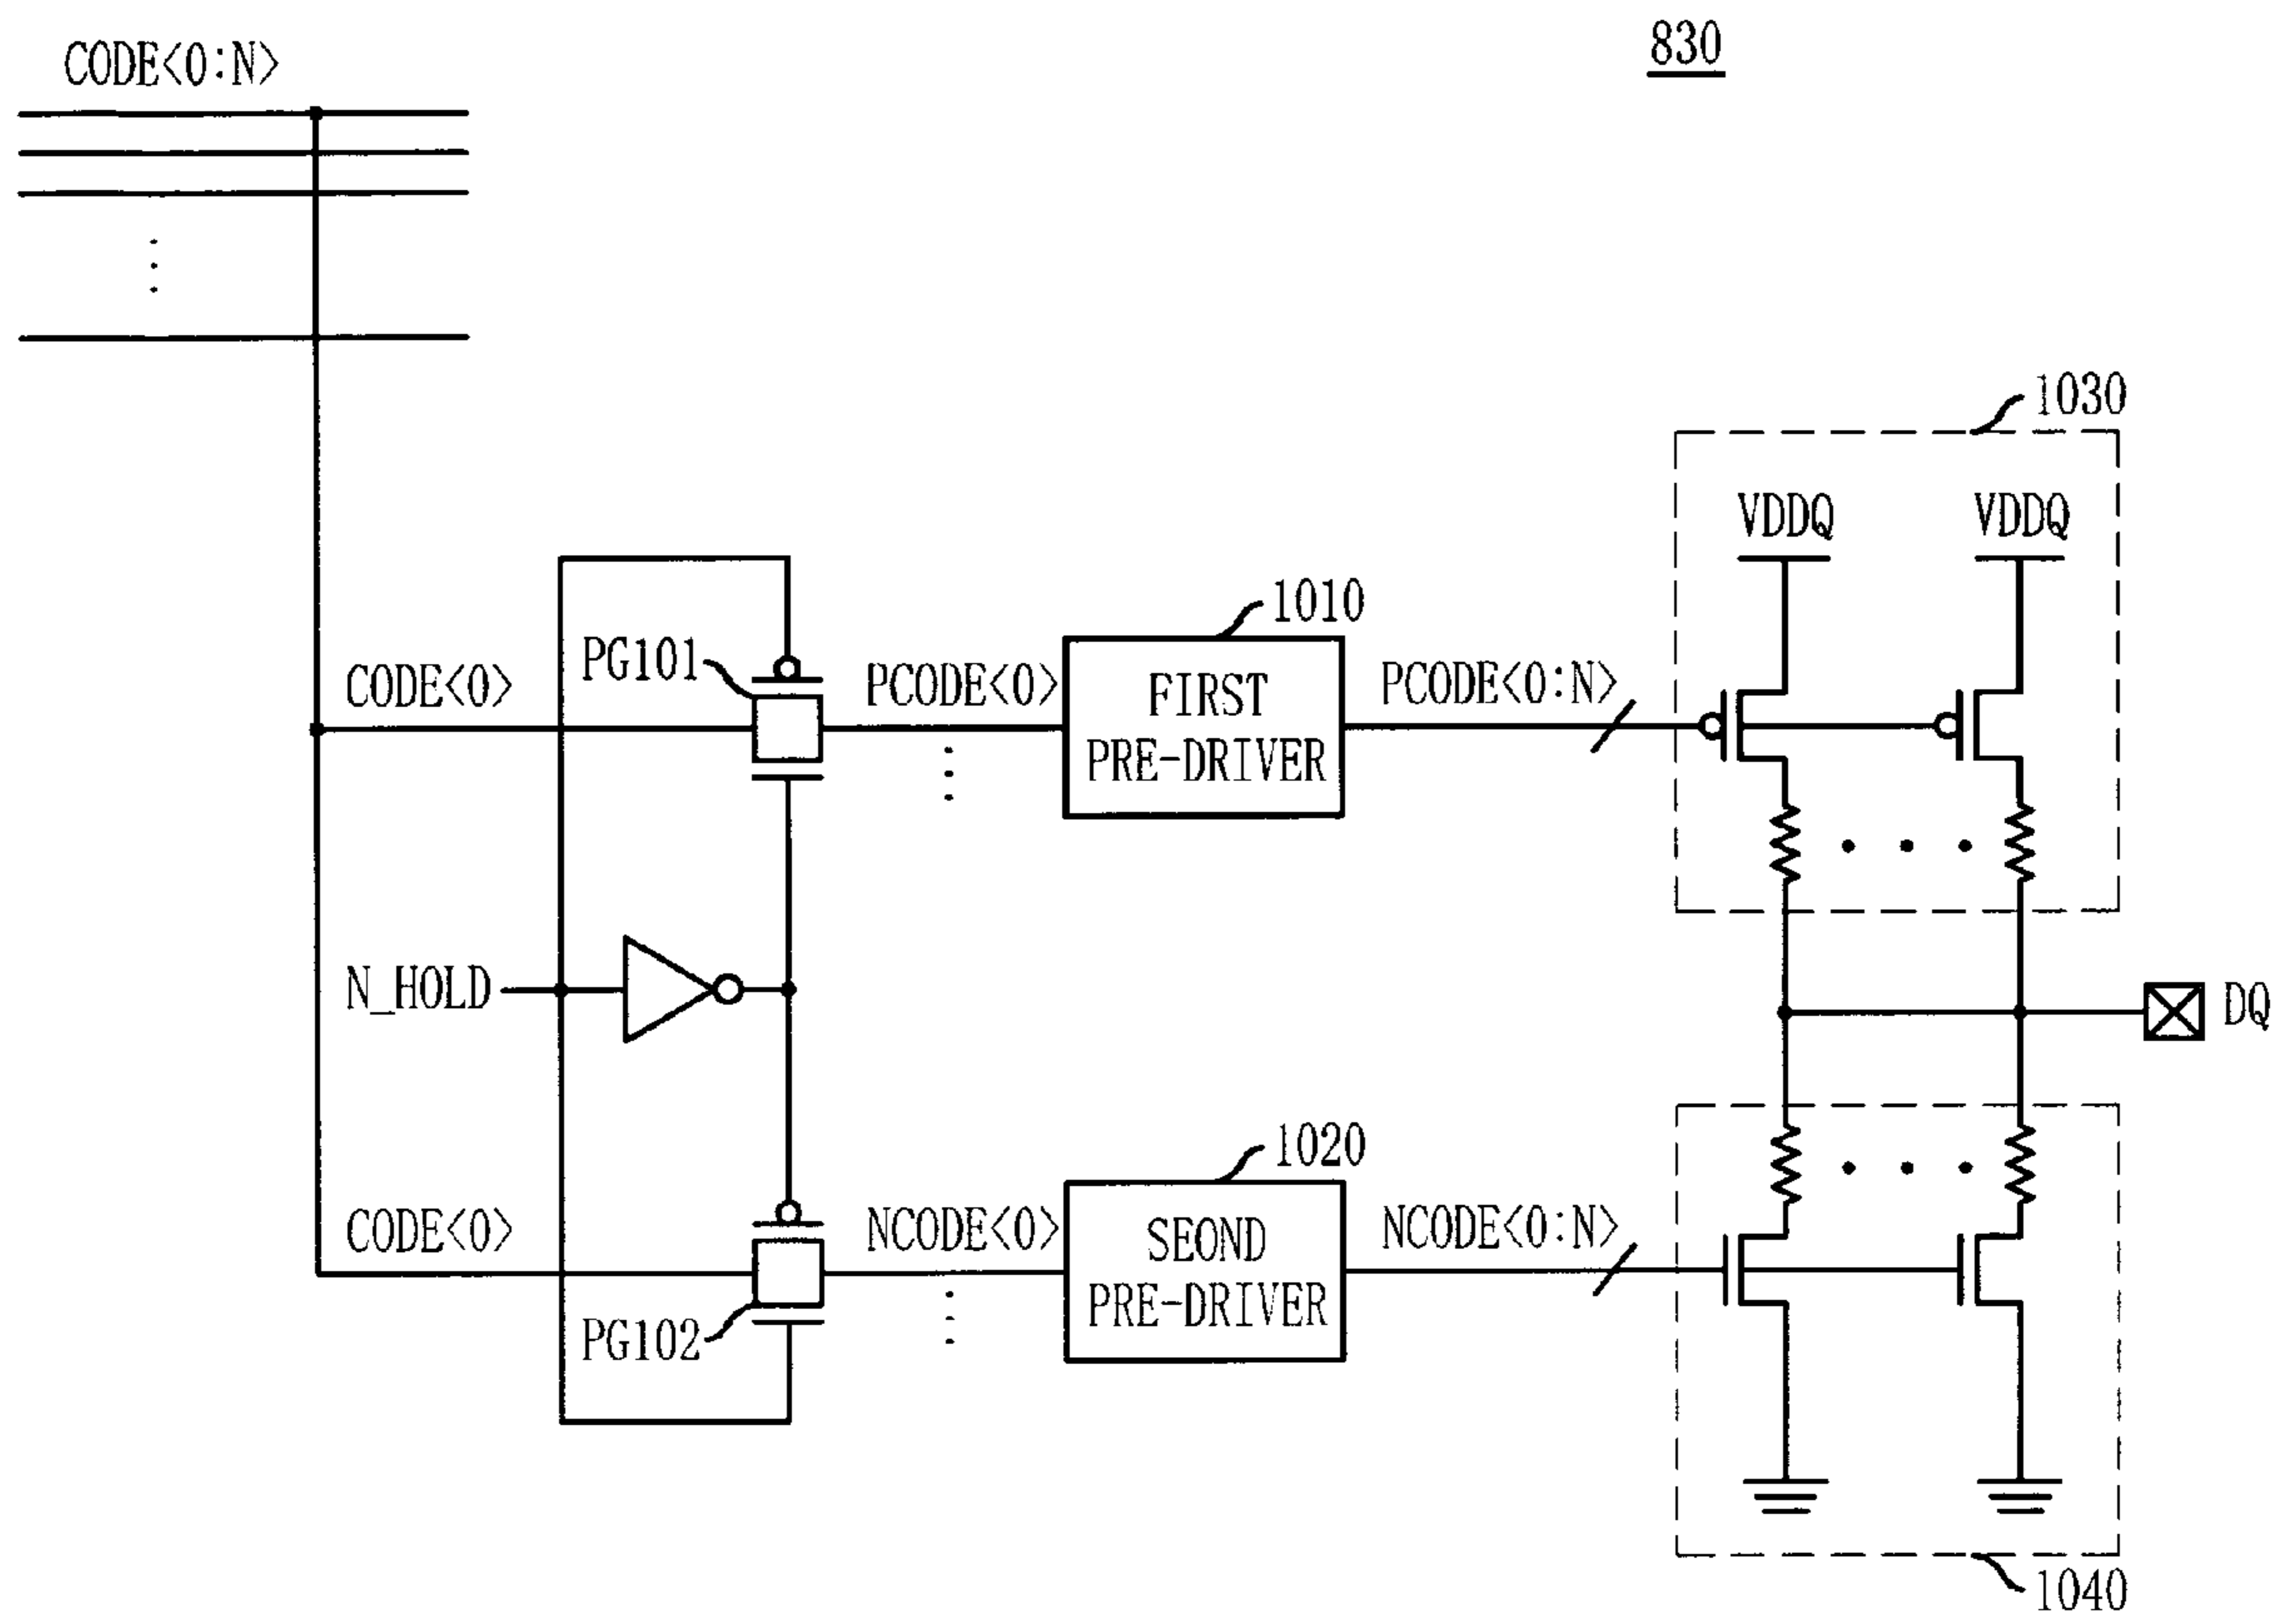 830
CODE<0:N>
1030
VDDQ VDDQ
1010
PG101
CODE<0>
PCODE<0>
FIRST
PRE-DRIVER
PCODE<0:N>
N_HOLD
DQ
1020
CODE<0>
NCODE<0>
SEOND
PRE-DRIVER
NCODE<0:N>
PG102
1040